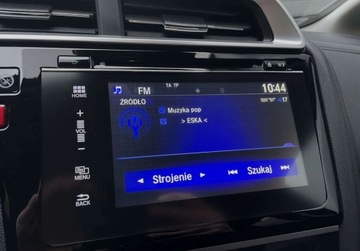 FM
TA TP
10:44
HOME
ŹRÓDŁO
Muzyka pop
> ESKA <
+
VOL
−
MENU
BACK
◄ Strojenie ►
⏮ Szukaj ⏭